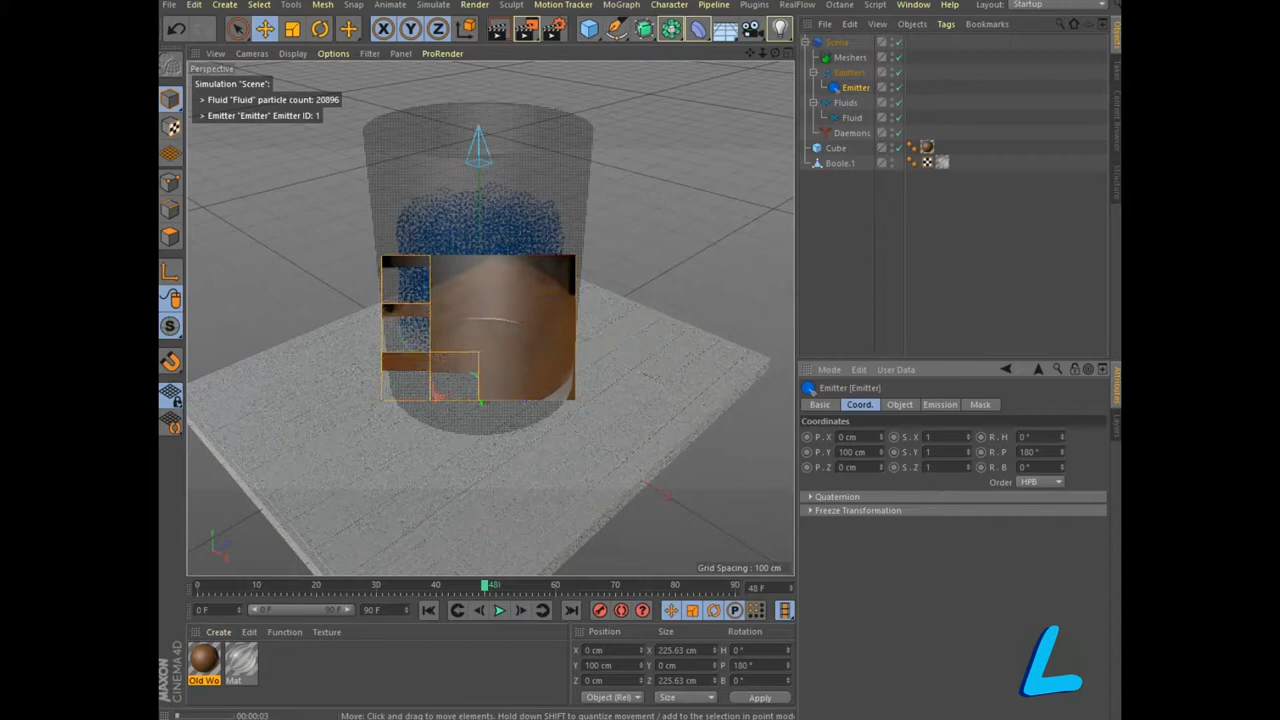 File Edit Create Select Tools Mesh Snap Animate Simulate Render Sculpt Motion Tracker MoGraph Character Pipeline Plugins RealFlow Octane Script Window Help Layout: Startup
X Y Z
View Cameras Display Options Filter Panel ProRender
File Edit View Objects Tags Bookmarks
Perspective
Simulation "Scene":
> Fluid "Fluid" particle count: 20896
> Emitter "Emitter" Emitter ID: 1
Scene
Meshers
Emitters
Emitter
Fluids
Fluid
Daemons
Cube
Boole.1
Objects
Content Browser
Structure
Mode Edit User Data
Emitter [Emitter]
Basic Coord. Object Emission Mask
Coordinates
P . X 0 cm S . X 1 R . H 0 °
P . Y 100 cm S . Y 1 R . P 180 °
P . Z 0 cm S . Z 1 R . B 0 °
Order HPB
Quaternion
Freeze Transformation
Attributes
Layers
S
Y
X
Grid Spacing : 100 cm
0 10 20 30 40 48 60 70 80 90 48 F
0 F 0 F 90 F 90 F
P
Create Edit Function Texture
Old Wo Mat
Position Size Rotation
X 0 cm X 225.63 cm H 0 °
Y 100 cm Y 0 cm P 180 °
Z 0 cm Z 225.63 cm B 0 °
Object (Rel) Size Apply
MAXON
CINEMA 4D
00:00:03 Move: Click and drag to move elements. Hold down SHIFT to quantize movement / add to the selection in point mode
L